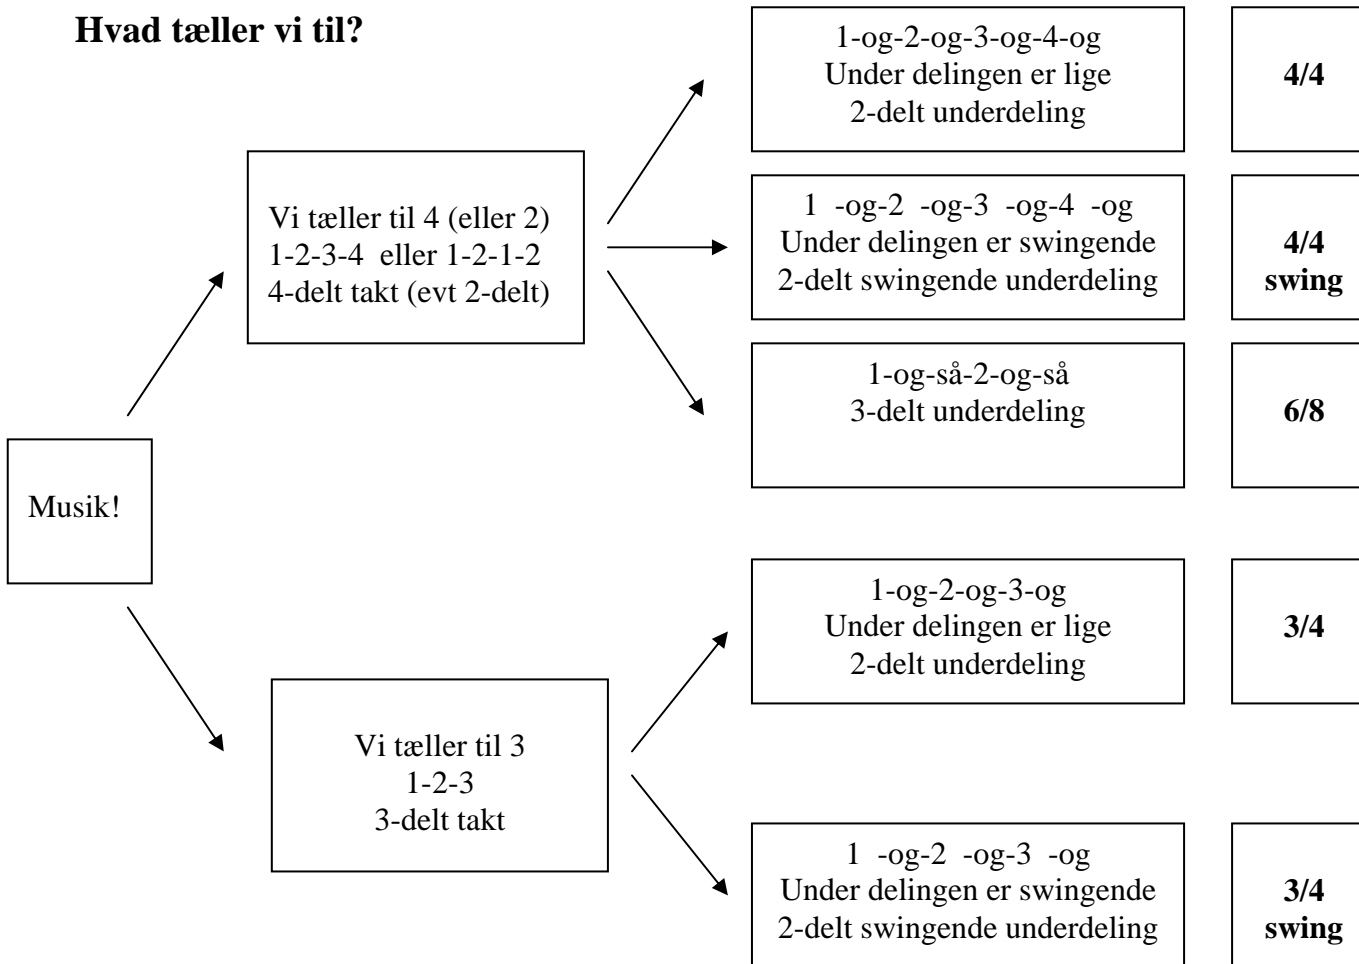 Hvad tæller vi til?
1-og-2-og-3-og-4-og
Under delingen er lige
2-delt underdeling
4/4
Vi tæller til 4 (eller 2)
1-2-3-4 eller 1-2-1-2
4-delt takt (evt 2-delt)
1 -og-2 -og-3 -og-4 -og
Under delingen er swingende
2-delt swingende underdeling
4/4
swing
1-og-så-2-og-så
3-delt underdeling
6/8
Musik!
1-og-2-og-3-og
Under delingen er lige
2-delt underdeling
3/4
Vi tæller til 3
1-2-3
3-delt takt
1 -og-2 -og-3 -og
Under delingen er swingende
2-delt swingende underdeling
3/4
swing